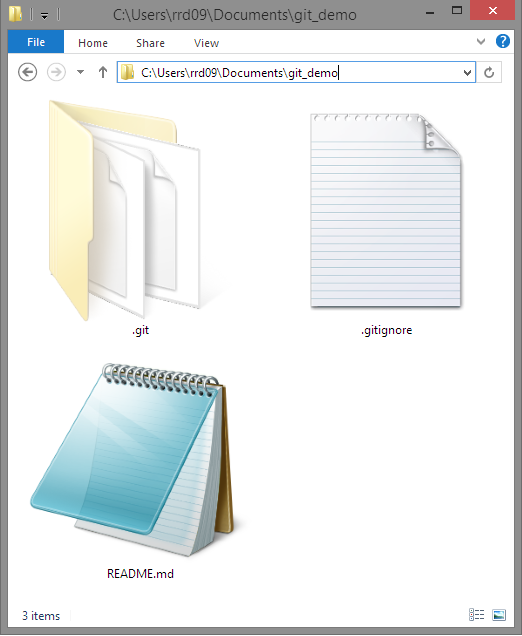 C:\Users\rrd09\Documents\git_demo
File Home Share View
C:\Users\rrd09\Documents\git_demo
.git .gitignore
README.md
3 items